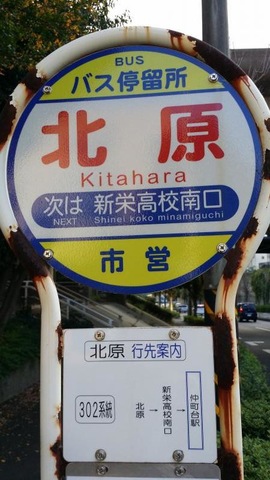 BUS
バス停留所
北原
Kitahara
次は 新栄高校南口
NEXT Shinei koko minamiguchi
市営
北原 行先案内
302系統
北原
→
新栄高校南口
→
仲町台駅